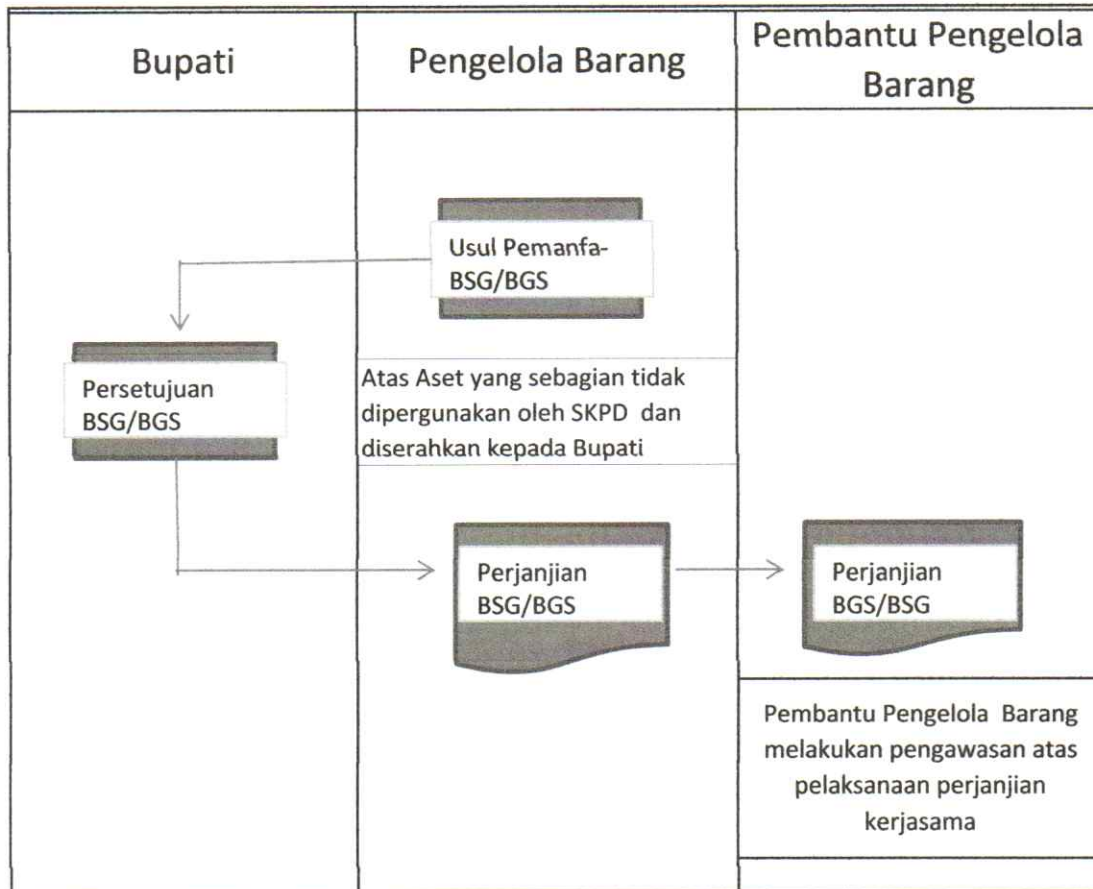 Bupati
Pengelola Barang
Pembantu Pengelola
Barang
Usul Pemanfa-
BSG/BGS
Persetujuan
BSG/BGS
Atas Aset yang sebagian tidak
dipergunakan oleh SKPD dan
diserahkan kepada Bupati
Perjanjian
BSG/BGS
Perjanjian
BGS/BSG
Pembantu Pengelola Barang
melakukan pengawasan atas
pelaksanaan perjanjian
kerjasama